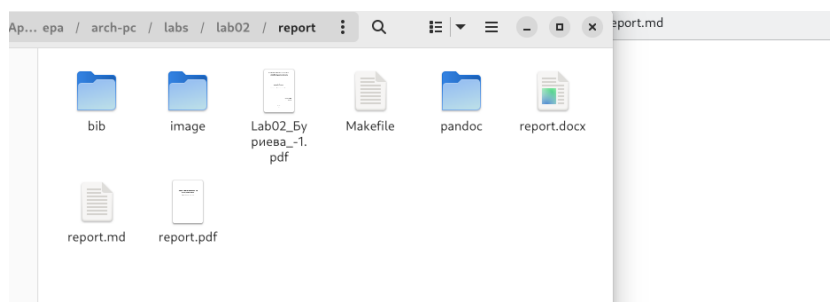 Ap... ера / arch-pc / labs / lab02 / report
eport.md
bib
image
Lab02_Бу
риева_-1.
pdf
Makefile
pandoc
report.docx
report.md
report.pdf